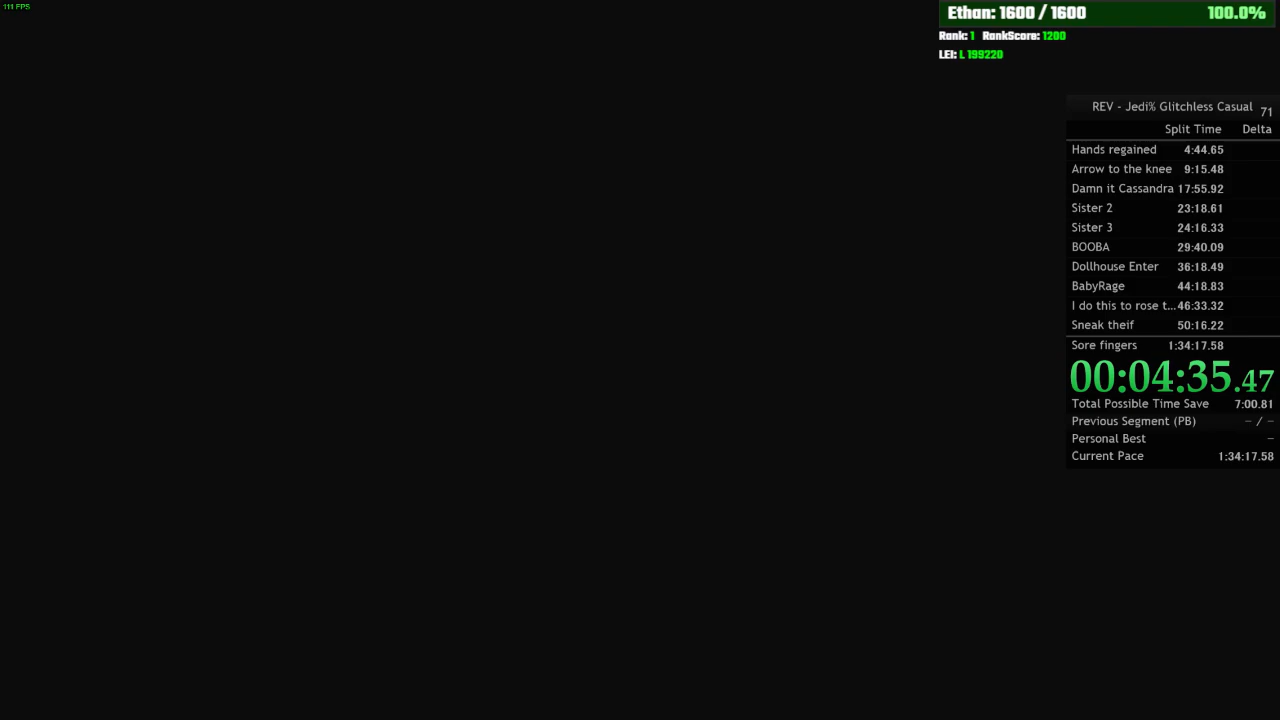 111 FPS
Ethan: 1600 / 1600 100.0%
Rank: 1 RankScore: 1200
LEI: L 199220
REV - Jedi% Glitchless Casual 71
Split Time Delta
Hands regained 4:44.65
Arrow to the knee 9:15.48
Damn it Cassandra 17:55.92
Sister 2 23:18.61
Sister 3 24:16.33
BOOBA 29:40.09
Dollhouse Enter 36:18.49
BabyRage 44:18.83
I do this to rose t... 46:33.32
Sneak theif 50:16.22
Sore fingers 1:34:17.58
00:04:35.47
Total Possible Time Save 7:00.81
Previous Segment (PB) – / –
Personal Best –
Current Pace 1:34:17.58